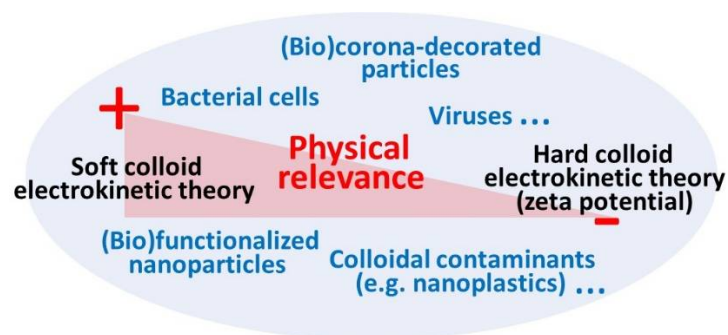 (Bio)corona-decorated
particles
Bacterial cells
+
Viruses ...
Physical
relevance
Soft colloid
electrokinetic theory
Hard colloid
electrokinetic theory
(zeta potential)
-
(Bio)functionalized
nanoparticles
Colloidal contaminants
(e.g. nanoplastics) ...